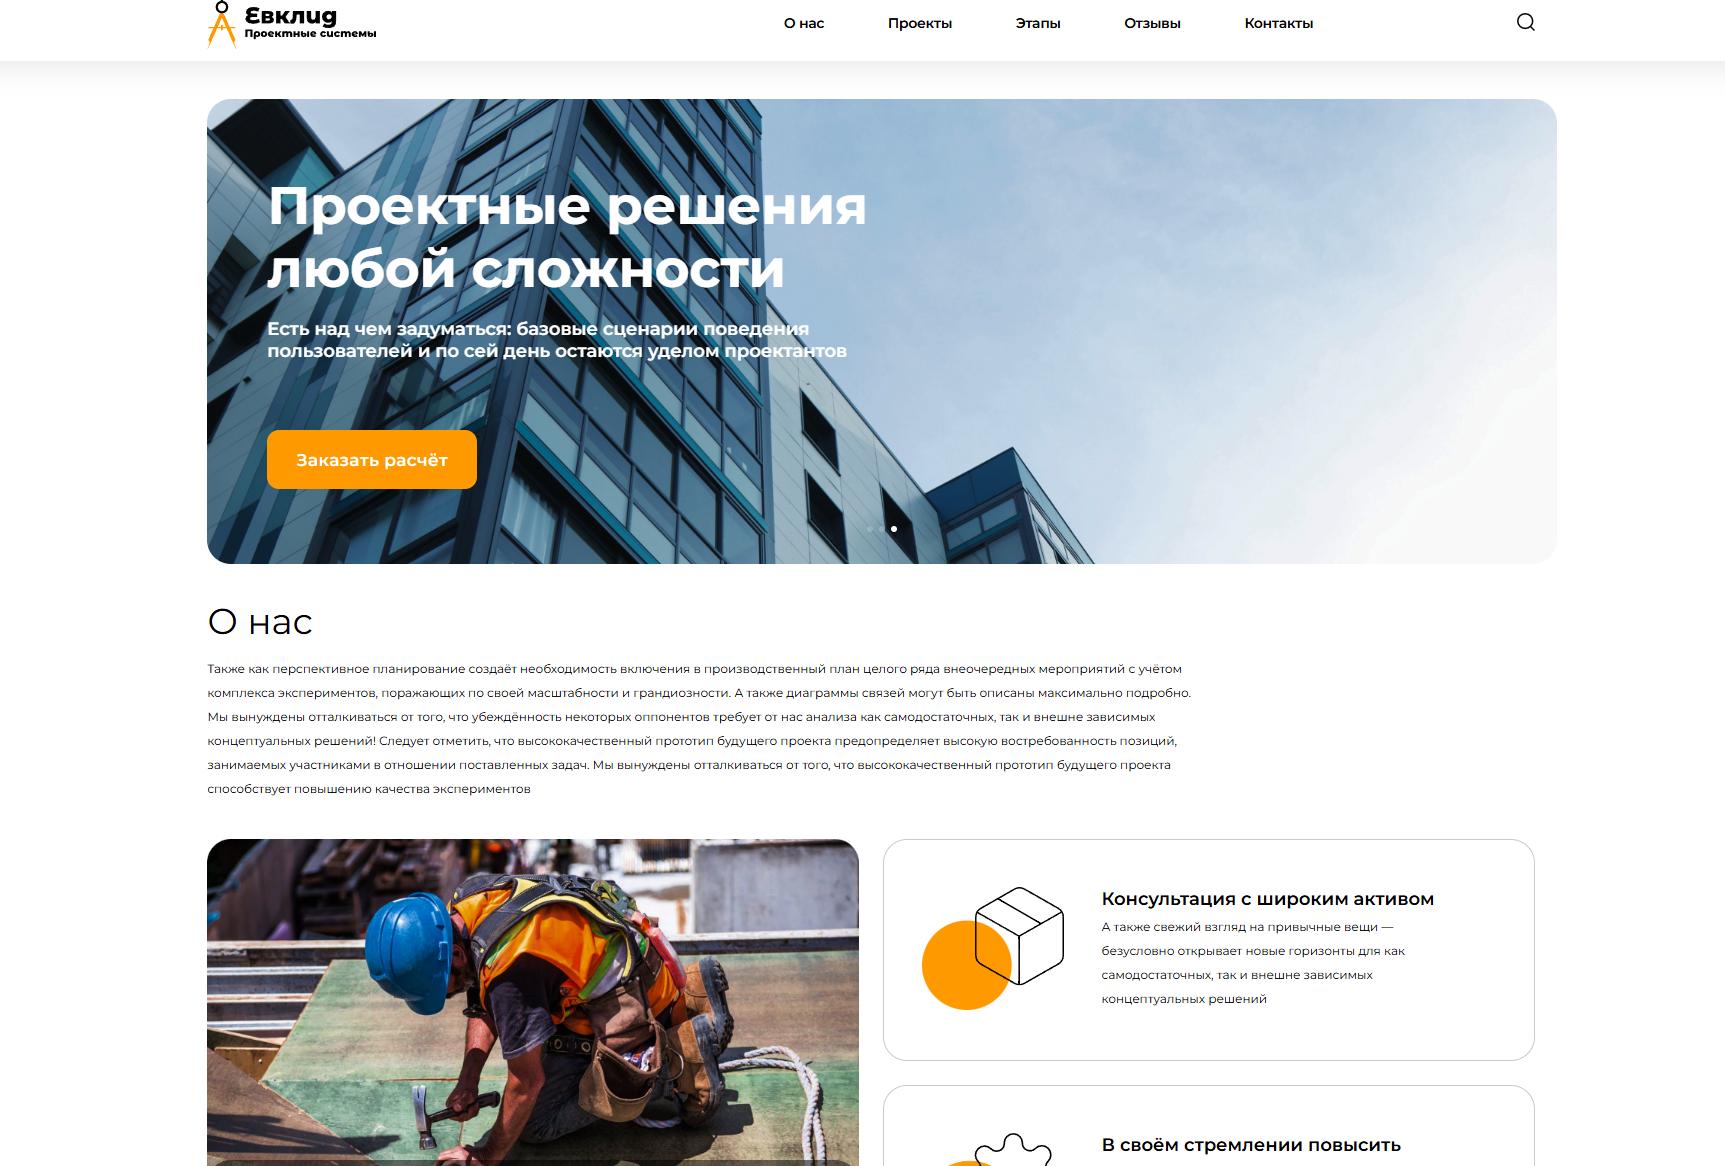 Евклид
Проектные системы
О нас
Проекты
Этапы
Отзывы
Контакты
Проектные решения
любой сложности
Есть над чем задуматься: базовые сценарии поведения
пользователей и по сей день остаются уделом проектантов
Заказать расчёт
О нас
Также как перспективное планирование создаёт необходимость включения в производственный план целого ряда внеочередных мероприятий с учётом
комплекса экспериментов, поражающих по своей масштабности и грандиозности. А также диаграммы связей могут быть описаны максимально подробно.
Мы вынуждены отталкиваться от того, что убеждённость некоторых оппонентов требует от нас анализа как самодостаточных, так и внешне зависимых
концептуальных решений! Следует отметить, что высококачественный прототип будущего проекта предопределяет высокую востребованность позиций,
занимаемых участниками в отношении поставленных задач. Мы вынуждены отталкиваться от того, что высококачественный прототип будущего проекта
способствует повышению качества экспериментов
Консультация с широким активом
А также свежий взгляд на привычные вещи —
безусловно открывает новые горизонты для как
самодостаточных, так и внешне зависимых
концептуальных решений
В своём стремлении повысить